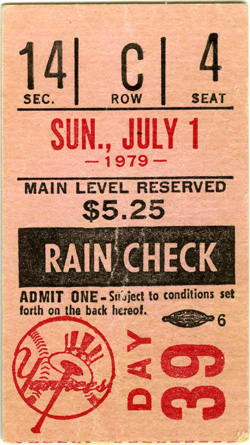 14 | C | 4
SEC. ROW SEAT
SUN., JULY 1
—1979—
MAIN LEVEL RESERVED
$5.25
RAIN CHECK
ADMIT ONE-Subject to conditions set
forth on the back hereof.
6
Yankees
DAY
39